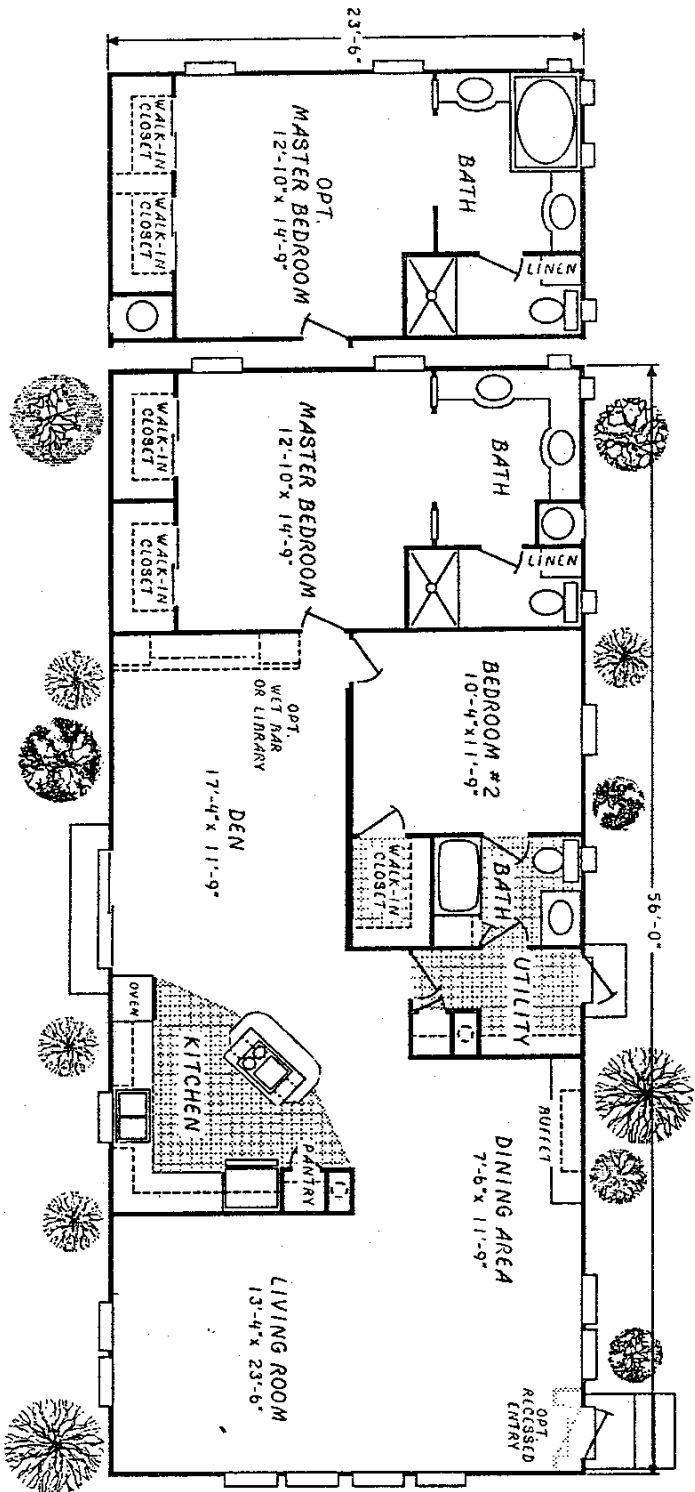 23'-6"
WALK-IN
CLOSET
WALK-IN
CLOSET
OPT.
MASTER BEDROOM
12'-10" x 14'-9"
BATH
LINEN
WALK-IN
CLOSET
WALK-IN
CLOSET
MASTER BEDROOM
12'-10" x 14'-9"
BATH
LINEN
OPT.
WET BAR
OR LIBRARY
DEN
17'-4" x 11'-9"
BEDROOM #2
10'-4" x 11'-9"
WALK-IN
CLOSET
BATH
UTILITY
56'-0"
OVEN
KITCHEN
PANTRY
BUFFET
DINING AREA
7'-6" x 11'-9"
LIVING ROOM
13'-4" x 23'-6"
OPT.
RECESSED
ENTRY